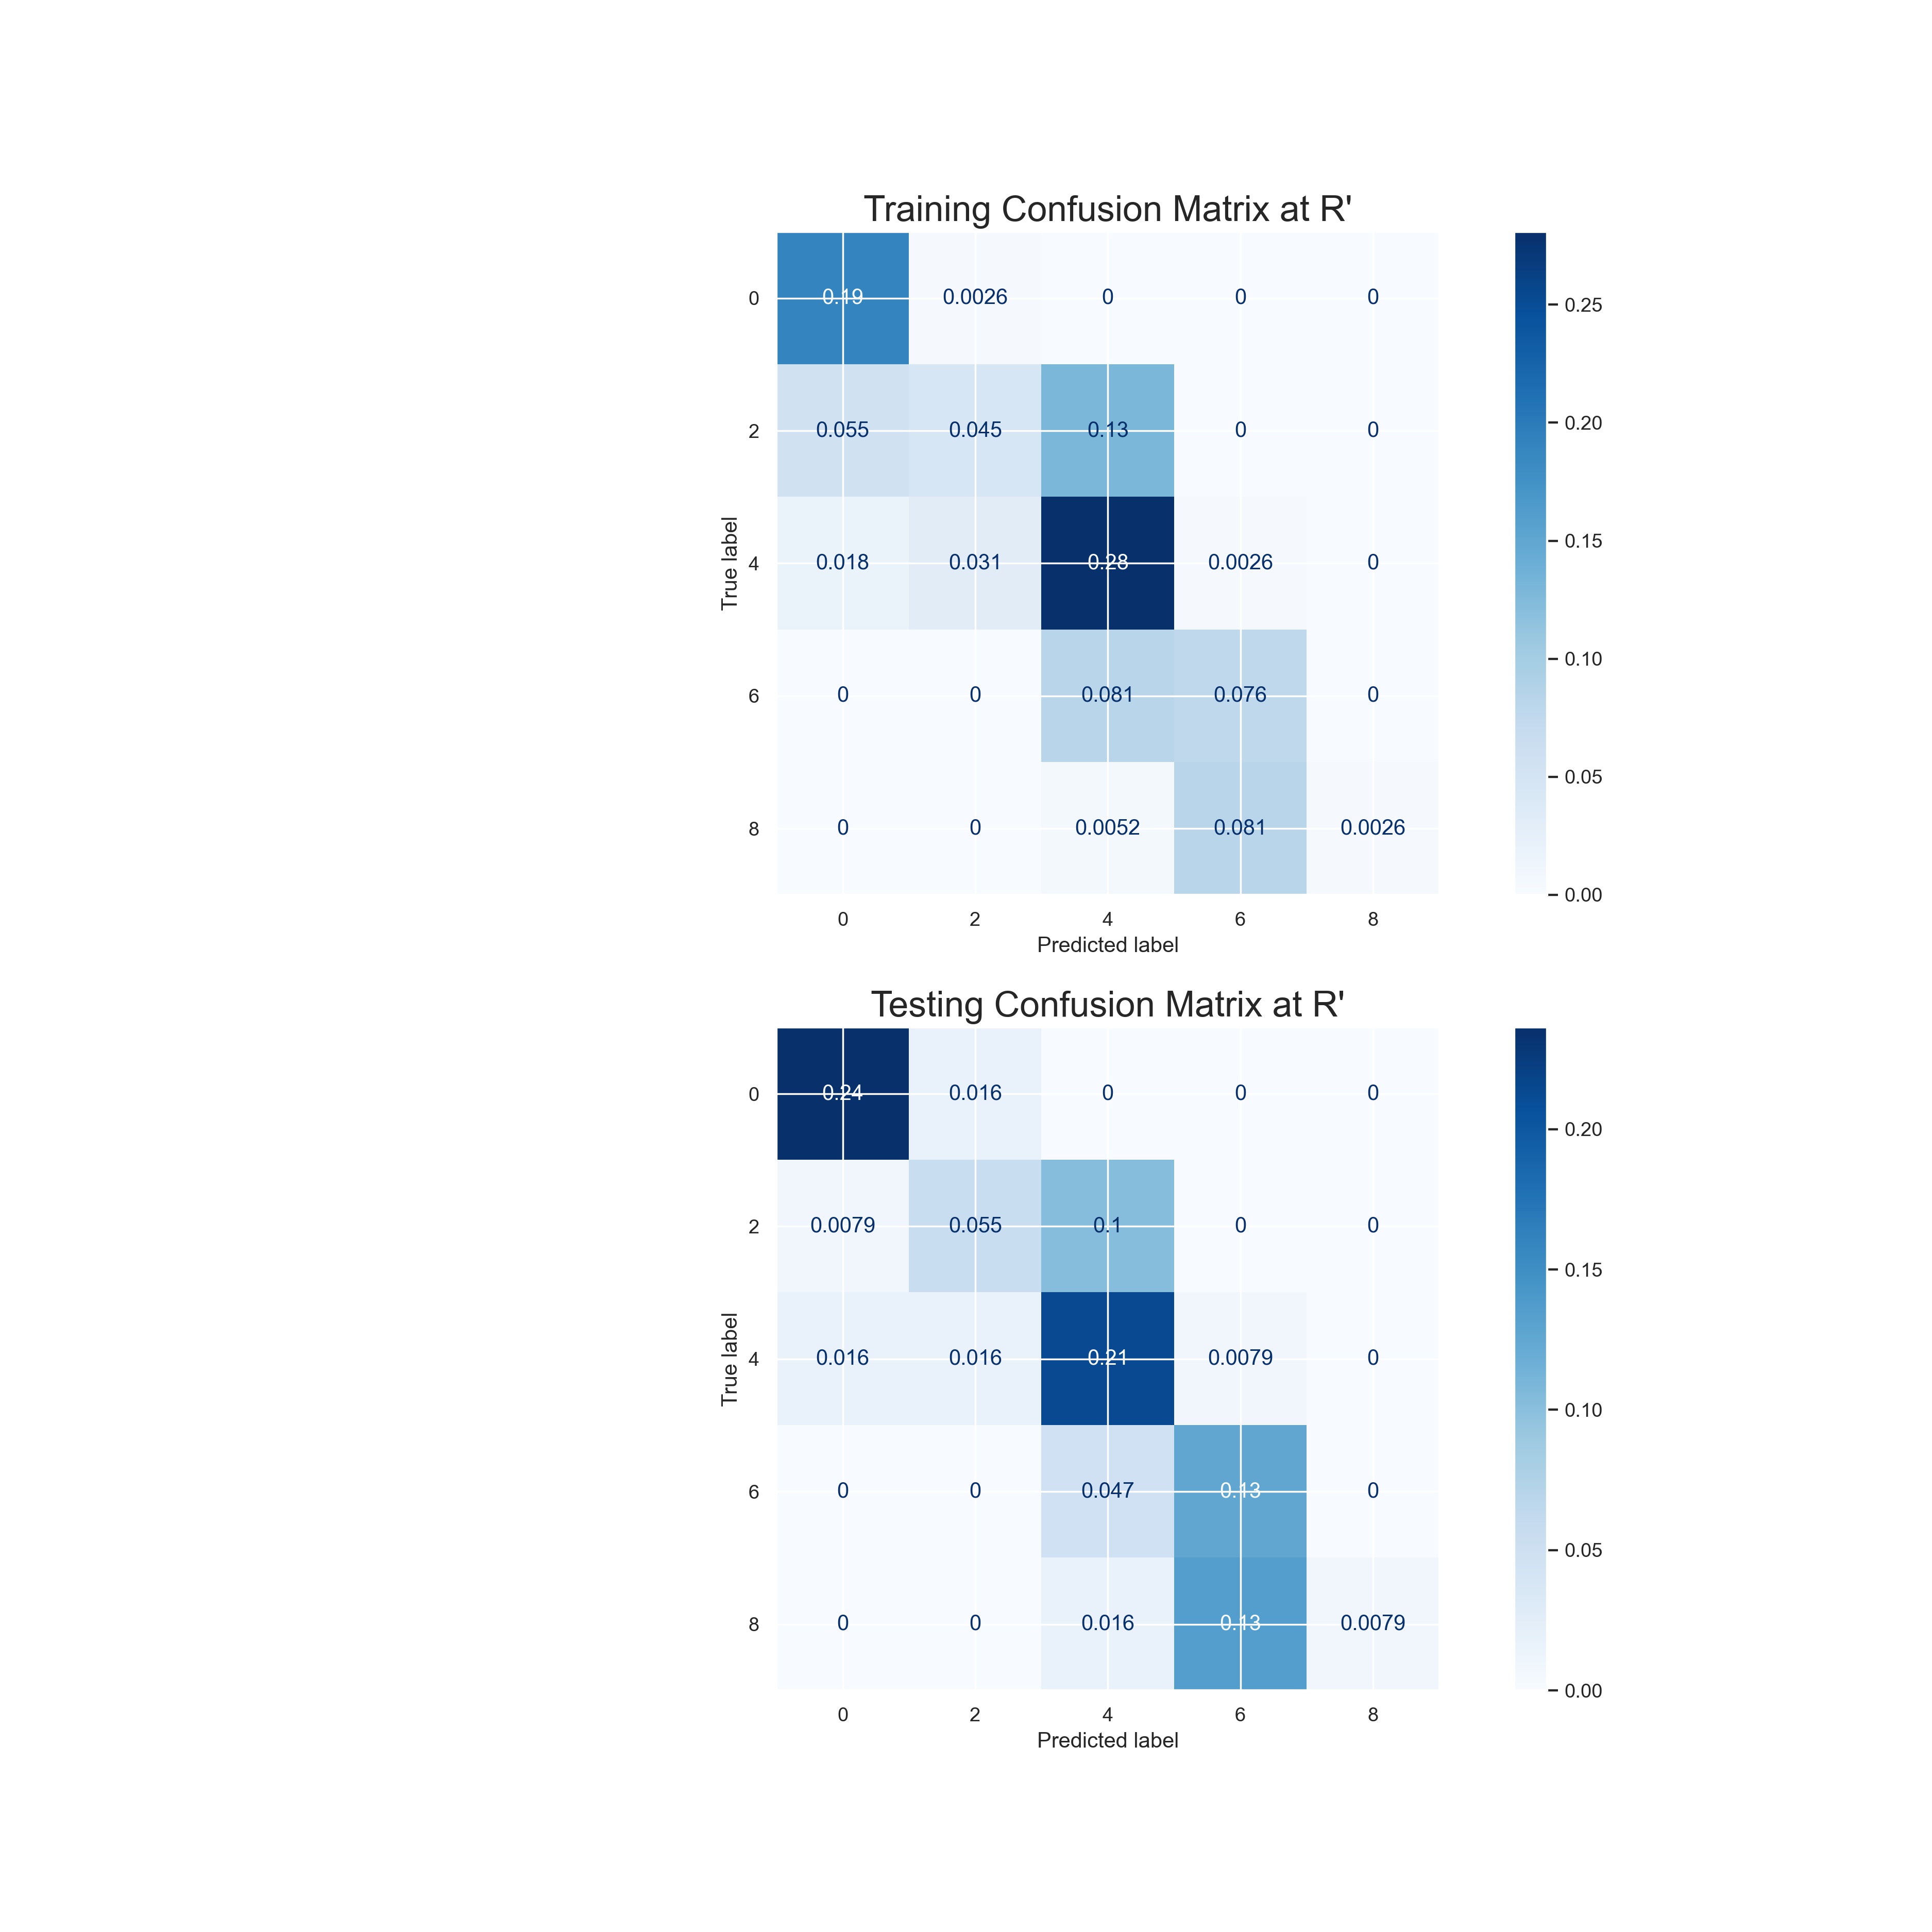 Training Confusion Matrix at R'
0 0.19 0.0026 0 0 0
2 0.055 0.045 0.13 0 0
4 0.018 0.031 0.28 0.0026 0
6 0 0 0.081 0.076 0
8 0 0 0.0052 0.081 0.0026
True label
0 2 4 6 8
Predicted label
0.25
0.20
0.15
0.10
0.05
0.00
Testing Confusion Matrix at R'
0 0.24 0.016 0 0 0
2 0.0079 0.055 0.1 0 0
4 0.016 0.016 0.21 0.0079 0
6 0 0 0.047 0.13 0
8 0 0 0.016 0.13 0.0079
True label
0 2 4 6 8
Predicted label
0.20
0.15
0.10
0.05
0.00